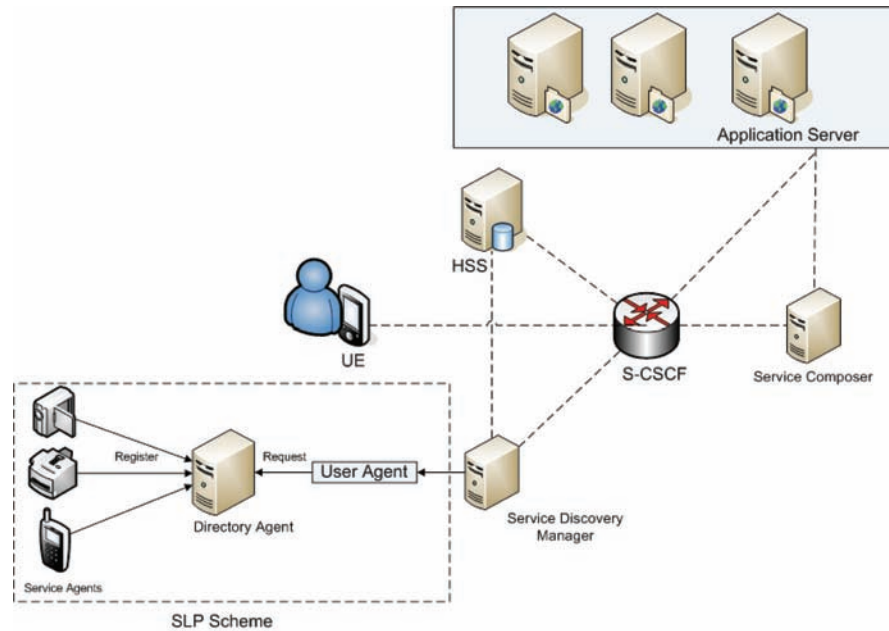 Application Server
HSS
UE
S-CSCF
Service Composer
Register
Request
User Agent
Directory Agent
Service Discovery
Manager
Service Agents
SLP Scheme